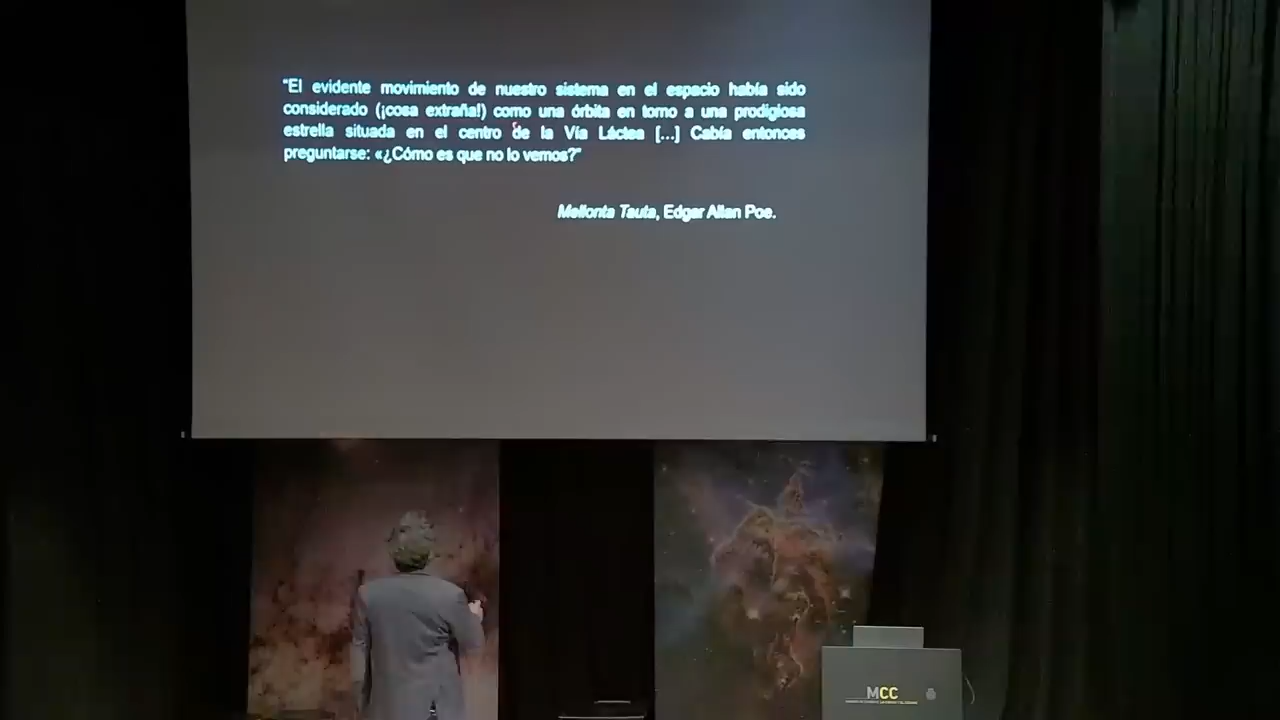 "El evidente movimiento de nuestro sistema en el espacio había sido
considerado (¡cosa extraña!) como una órbita en torno a una prodigiosa
estrella situada en el centro de la Vía Láctea [...] Cabía entonces
preguntarse: «¿Cómo es que no lo vemos?"
Mellonta Tauta, Edgar Allan Poe.
MCC